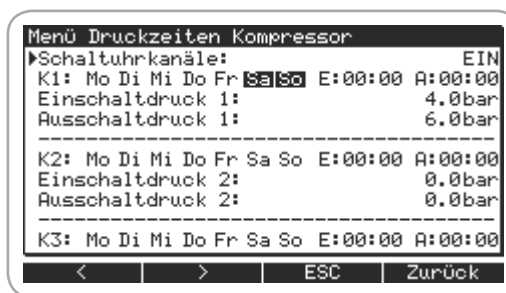 Menü Druckzeiten Kompressor
▶Schaltuhrkanäle: EIN
K1: Mo Di Mi Do Fr Sa So E:00:00 A:00:00
Einschaltdruck 1: 4.0bar
Ausschaltdruck 1: 6.0bar
----------------------------------------
K2: Mo Di Mi Do Fr Sa So E:00:00 A:00:00
Einschaltdruck 2: 0.0bar
Ausschaltdruck 2: 0.0bar
----------------------------------------
K3: Mo Di Mi Do Fr Sa So E:00:00 A:00:00
< > ESC Zurück